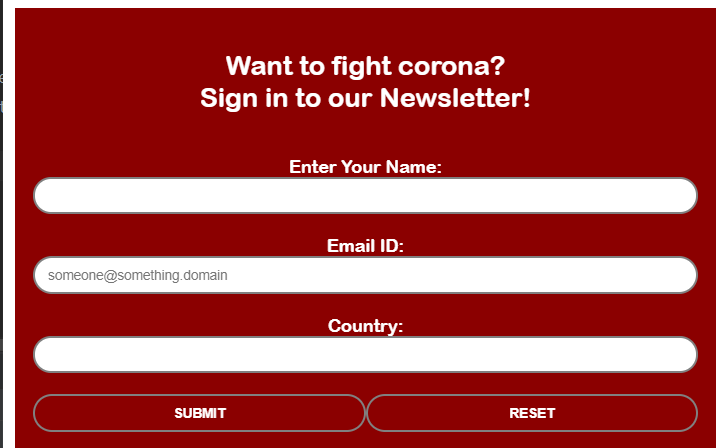 Want to fight corona?
Sign in to our Newsletter!
Enter Your Name:
Email ID:
someone@something.domain
Country:
SUBMIT RESET